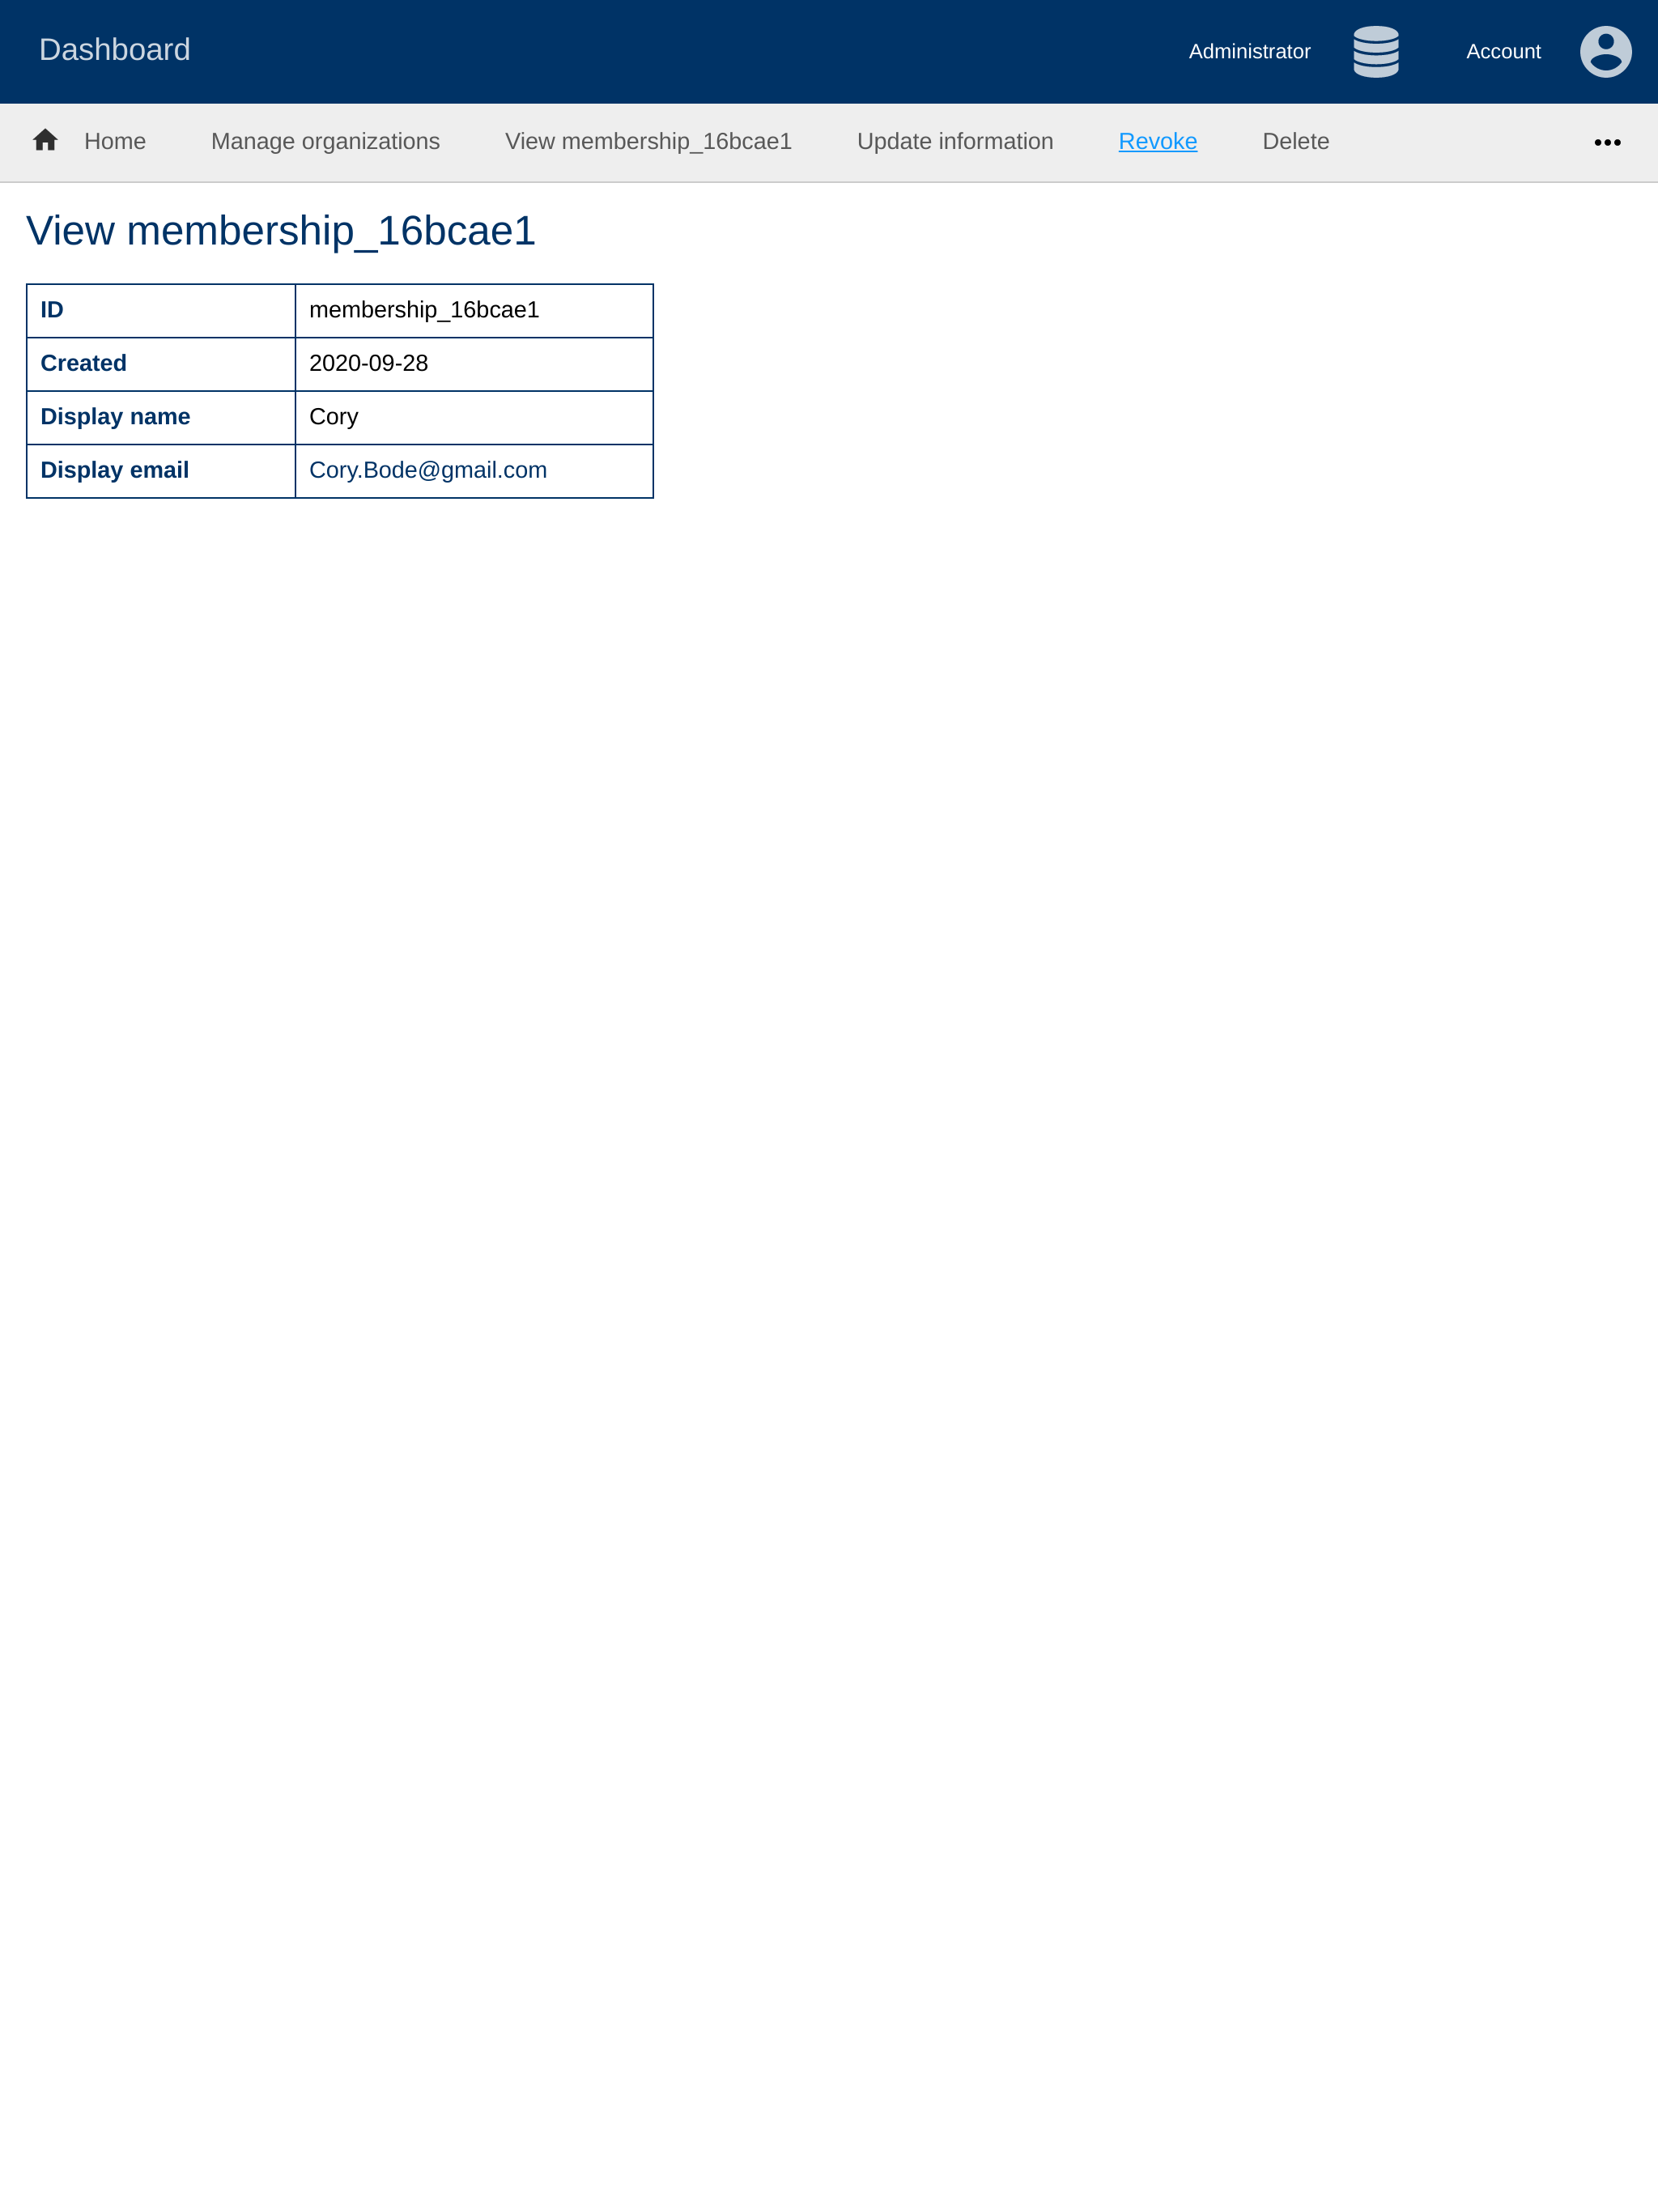 Dashboard
Administrator
Account
Home
Manage organizations
View membership_16bcae1
Update information
Revoke
Delete
View membership_16bcae1
ID membership_16bcae1
Created 2020-09-28
Display name Cory
Display email Cory.Bode@gmail.com